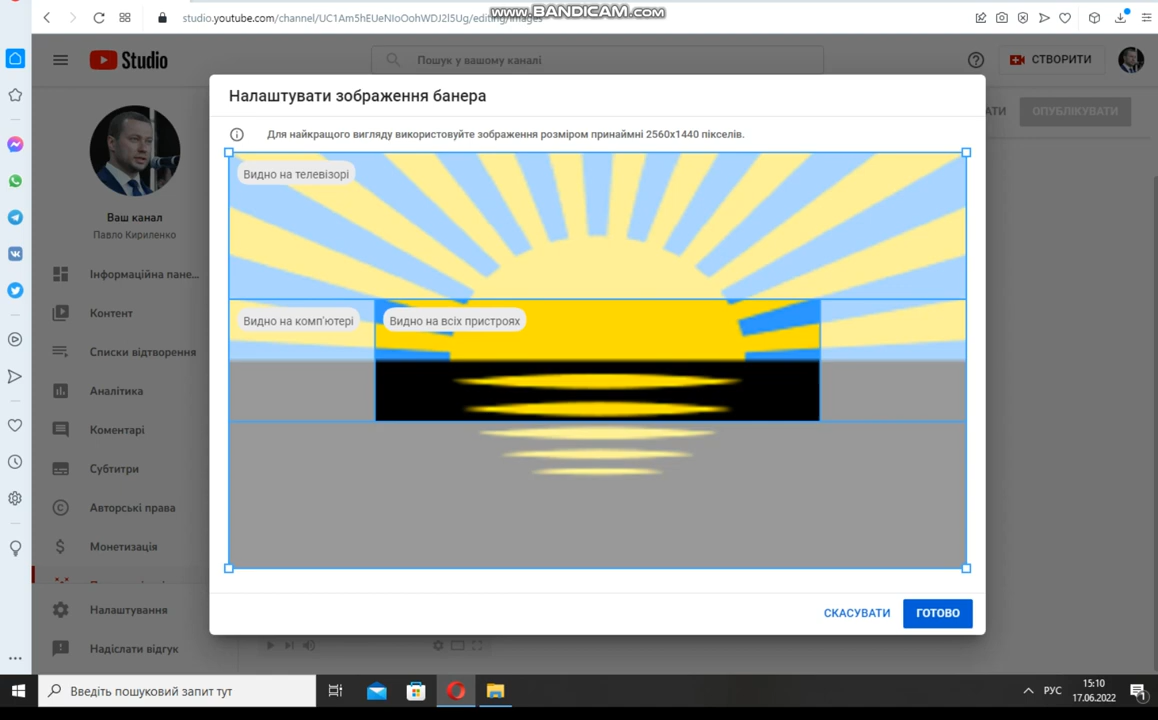 www.BANDICAM.com
studio.youtube.com/channel/UC1Am5hEUeNIoOohWDJ2l5Ug/editing/images
Studio
Пошук у вашому каналі
СТВОРИТИ
ОПУБЛІКУВАТИ
Налаштувати зображення банера
Для найкращого вигляду використовуйте зображення розміром принаймні 2560x1440 пікселів.
Видно на телевізорі
Видно на комп'ютері
Видно на всіх пристроях
Ваш канал
Павло Кириленко
Інформаційна пане...
Контент
Списки відтворення
Аналітика
Коментарі
Субтитри
Авторські права
Монетизація
Налаштування
Надіслати відгук
СКАСУВАТИ
ГОТОВО
Введіть пошуковий запит тут
РУС
15:10
17.06.2022
1